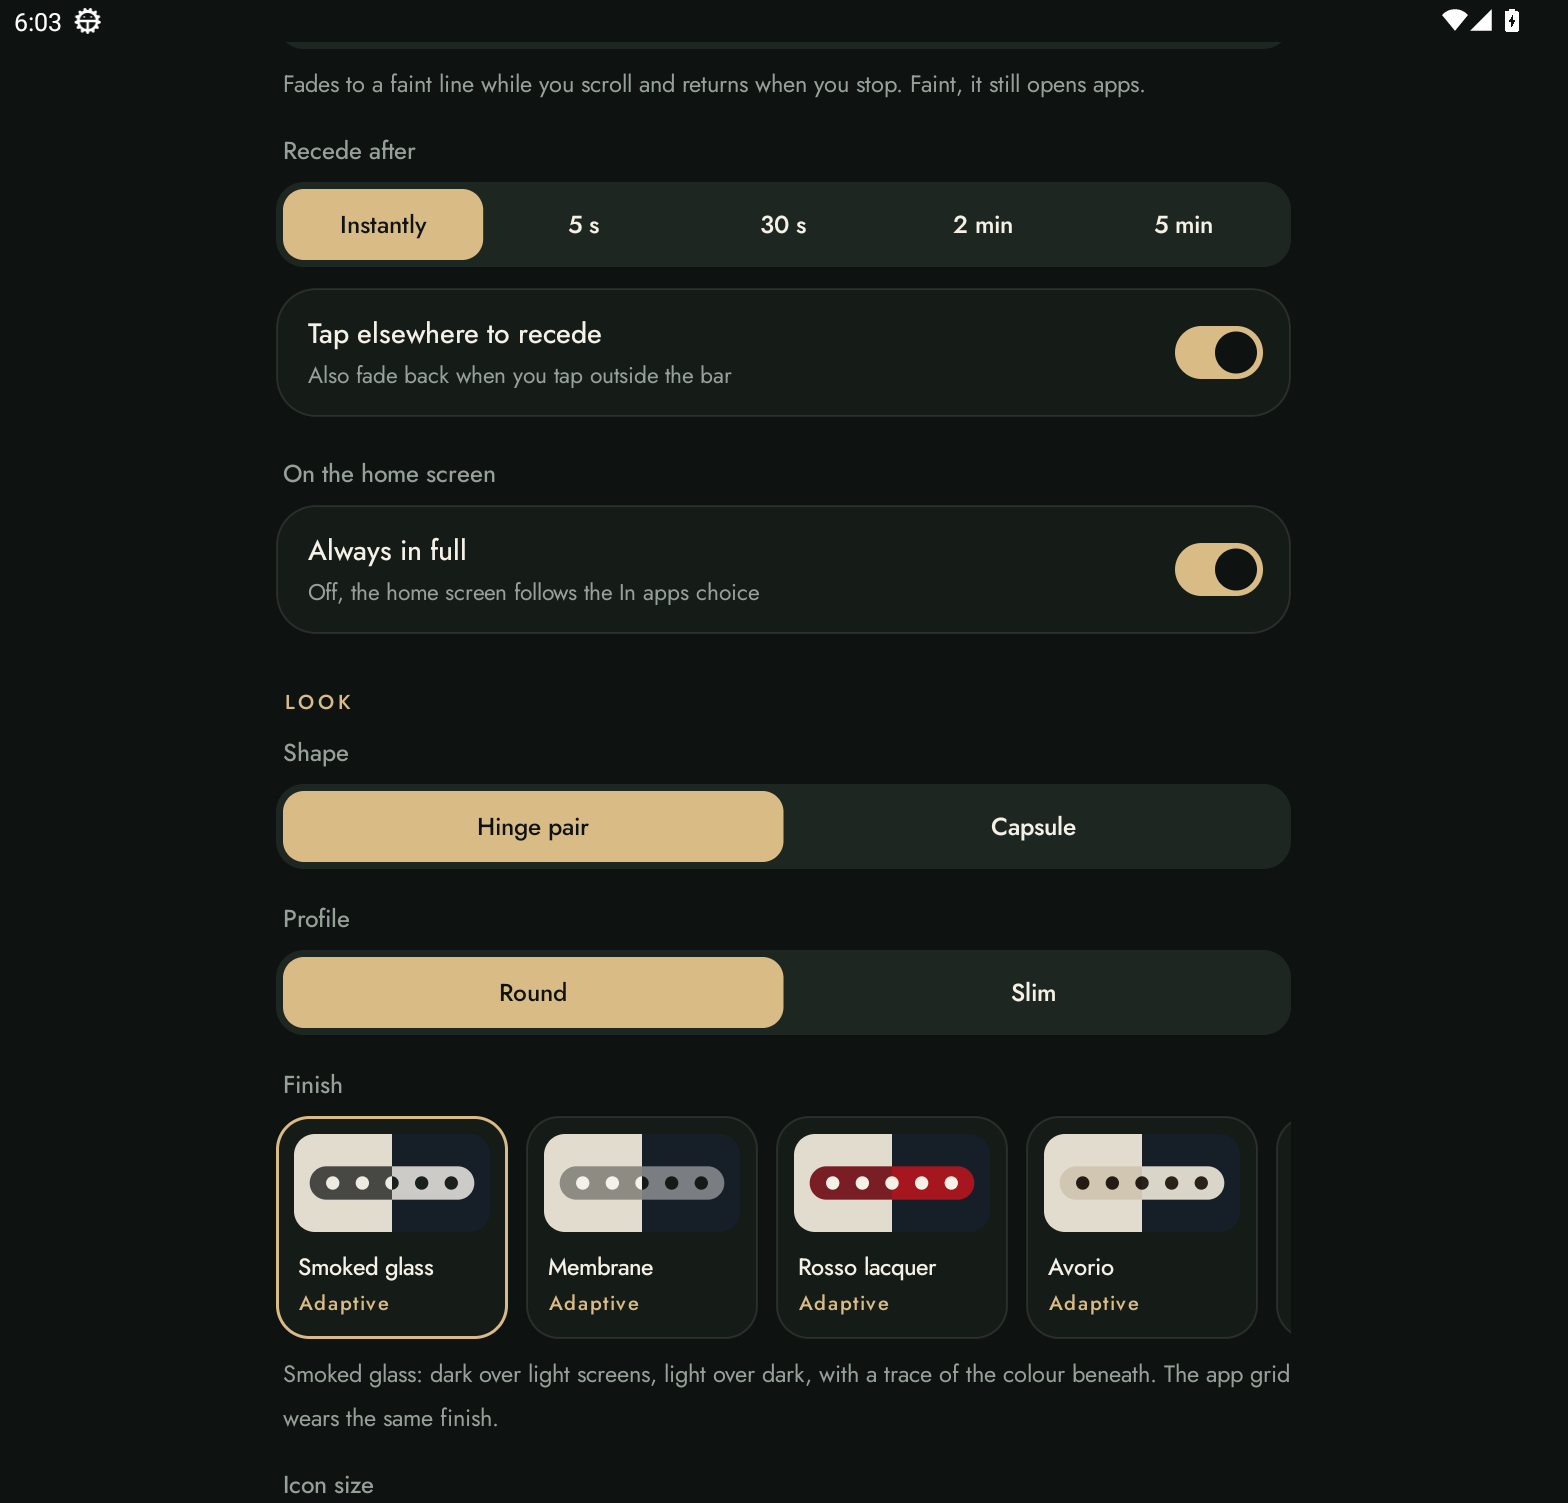 6:03
Fades to a faint line while you scroll and returns when you stop. Faint, it still opens apps.
Recede after
Instantly
5 s
30 s
2 min
5 min
Tap elsewhere to recede
Also fade back when you tap outside the bar
On the home screen
Always in full
Off, the home screen follows the In apps choice
LOOK
Shape
Hinge pair
Capsule
Profile
Round
Slim
Finish
Smoked glass
Adaptive
Membrane
Adaptive
Rosso lacquer
Adaptive
Avorio
Adaptive
Smoked glass: dark over light screens, light over dark, with a trace of the colour beneath. The app grid
wears the same finish.
Icon size